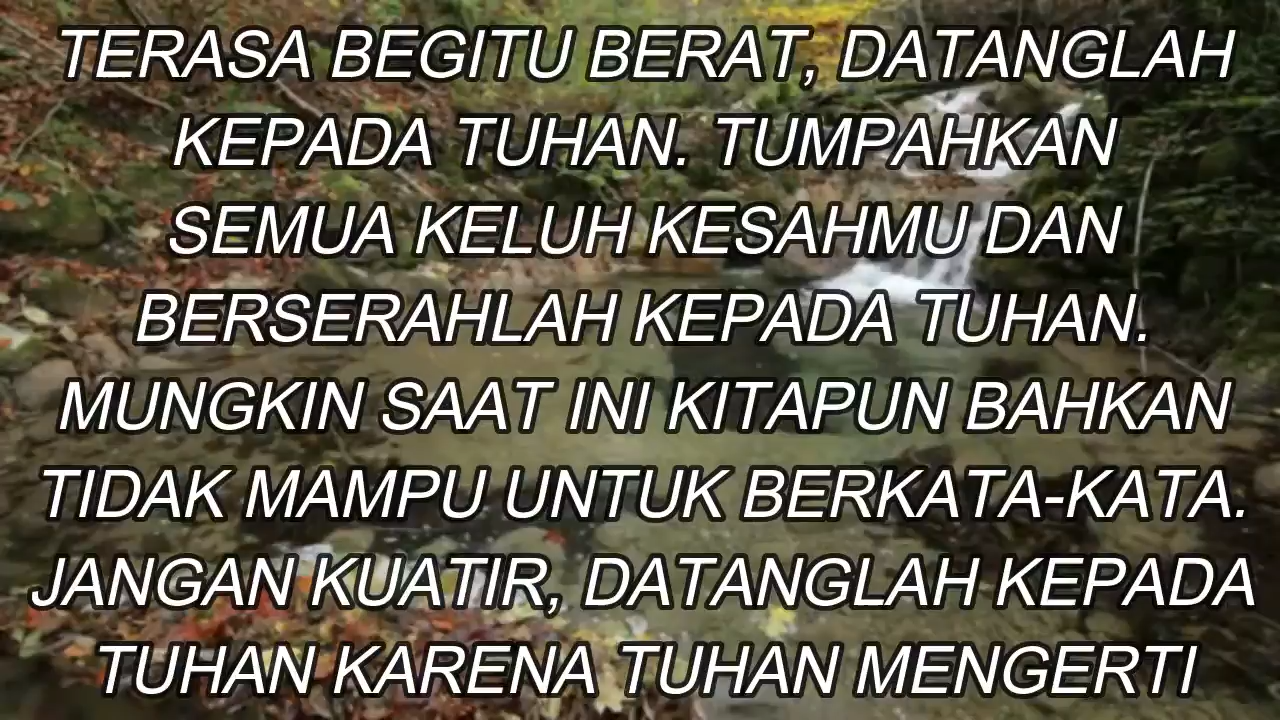 TERASA BEGITU BERAT, DATANGLAH
KEPADA TUHAN. TUMPAHKAN
SEMUA KELUH KESAHMU DAN
BERSERAHLAH KEPADA TUHAN.
MUNGKIN SAAT INI KITAPUN BAHKAN
TIDAK MAMPU UNTUK BERKATA-KATA.
JANGAN KUATIR, DATANGLAH KEPADA
TUHAN KARENA TUHAN MENGERTI